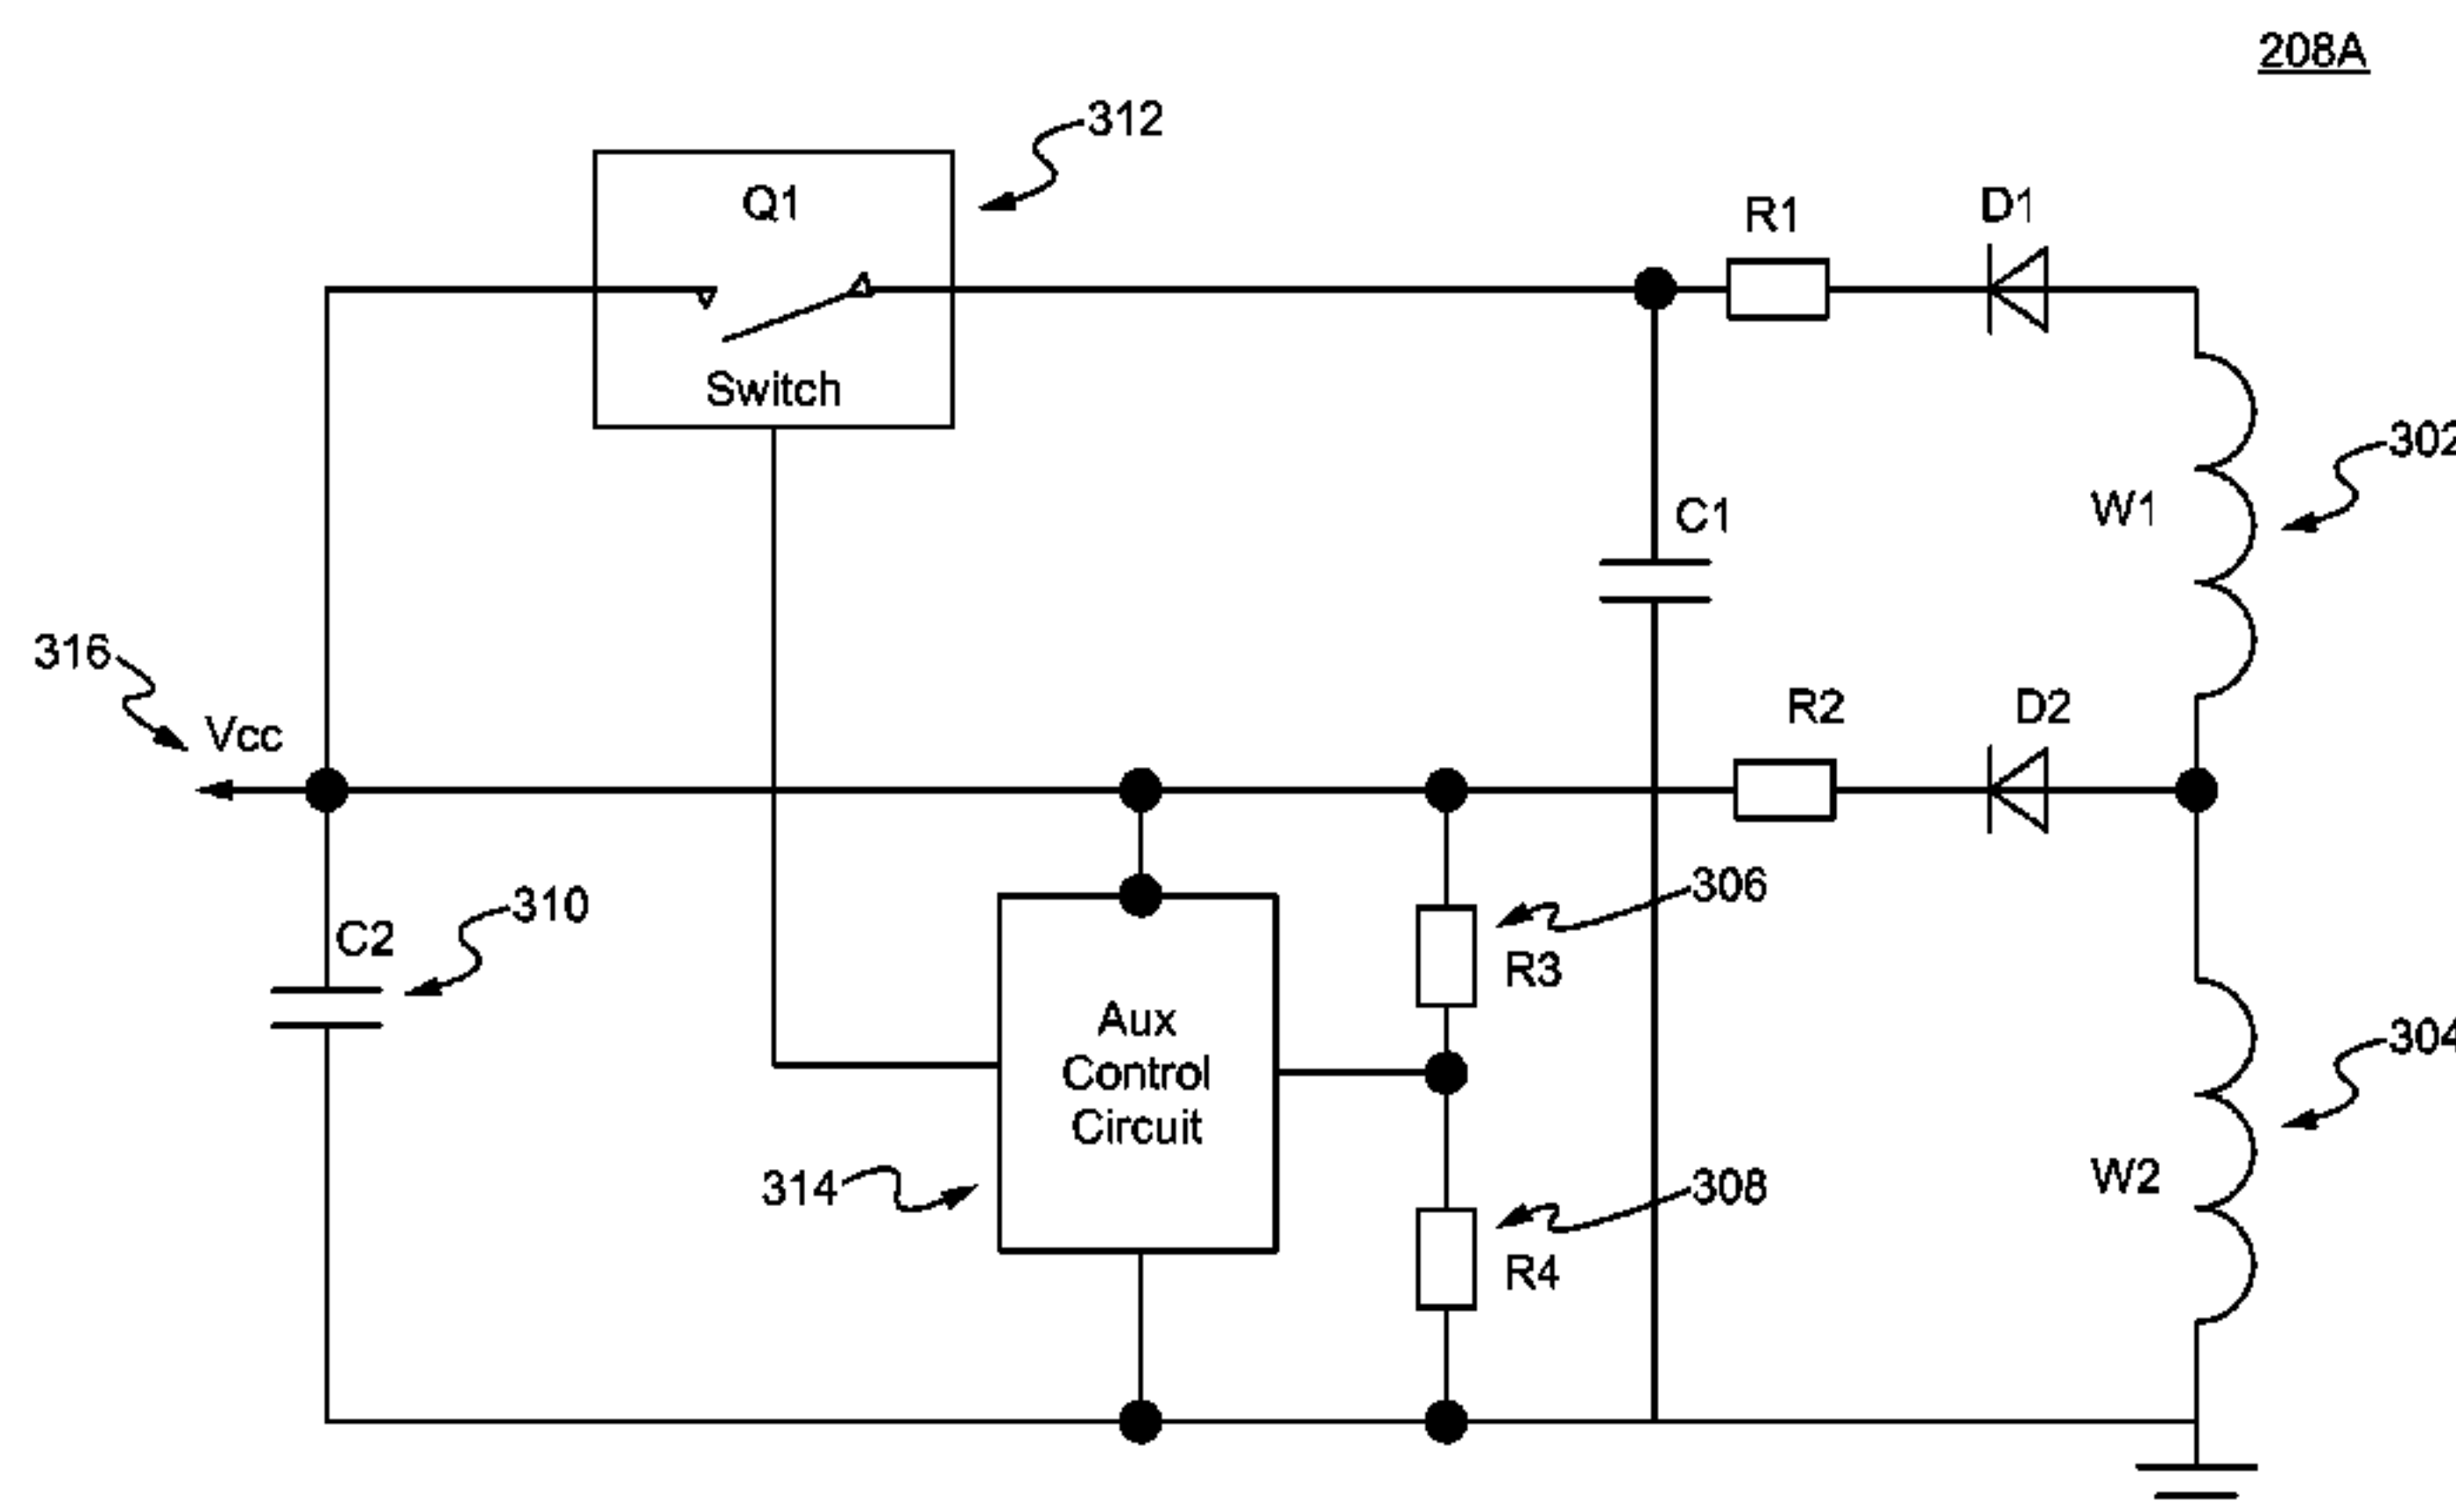 208A
312
Q1
R1
D1
Switch
302
C1
W1
316
Vcc
R2
D2
306
310
C2
R3
Aux
Control
Circuit
304
314
308
W2
R4